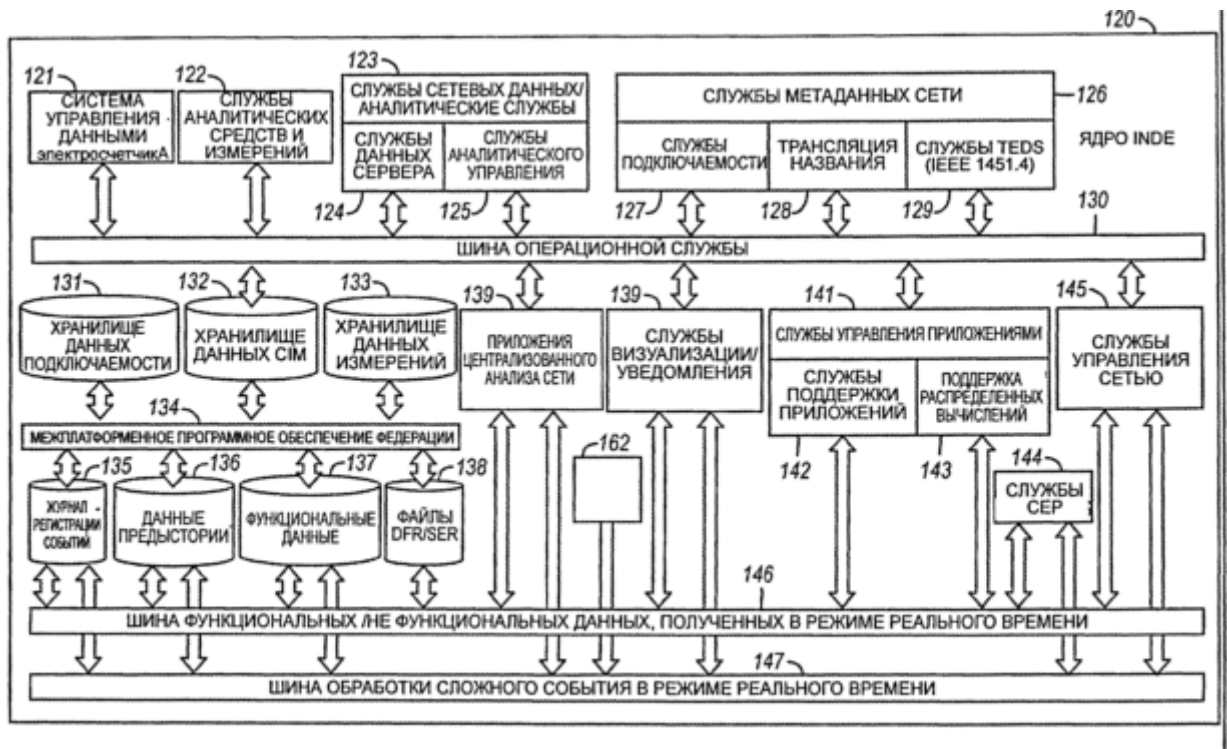 120
121
СИСТЕМА
УПРАВЛЕНИЯ
ДАННЫМИ
электросчетчикА
122
СЛУЖБЫ
АНАЛИТИЧЕСКИХ
СРЕДСТВ И
ИЗМЕРЕНИЙ
123
СЛУЖБЫ СЕТЕВЫХ ДАННЫХ/
АНАЛИТИЧЕСКИЕ СЛУЖБЫ
СЛУЖБЫ
ДАННЫХ
СЕРВЕРА
СЛУЖБЫ
АНАЛИТИЧЕСКОГО
УПРАВЛЕНИЯ
124
125
СЛУЖБЫ МЕТАДАННЫХ СЕТИ
126
СЛУЖБЫ
ПОДКЛЮЧАЕМОСТИ
ТРАНСЛЯЦИЯ
НАЗВАНИЯ
СЛУЖБЫ TEDS
(IEEE 1451.4)
ЯДРО INDE
127
128
129
130
ШИНА ОПЕРАЦИОННОЙ СЛУЖБЫ
131
ХРАНИЛИЩЕ
ДАННЫХ
ПОДКЛЮЧАЕМОСТИ
132
ХРАНИЛИЩЕ
ДАННЫХ CIM
133
ХРАНИЛИЩЕ
ДАННЫХ
ИЗМЕРЕНИЙ
139
ПРИЛОЖЕНИЯ
ЦЕНТРАЛИЗОВАННОГО
АНАЛИЗА СЕТИ
139
СЛУЖБЫ
ВИЗУАЛИЗАЦИИ/
УВЕДОМЛЕНИЯ
141
СЛУЖБЫ УПРАВЛЕНИЯ ПРИЛОЖЕНИЯМИ
СЛУЖБЫ
ПОДДЕРЖКИ
ПРИЛОЖЕНИЙ
ПОДДЕРЖКА
РАСПРЕДЕЛЕННЫХ
ВЫЧИСЛЕНИЙ
142
143
145
СЛУЖБЫ
УПРАВЛЕНИЯ
СЕТЬЮ
134
МЕЖПЛАТФОРМЕННОЕ ПРОГРАММНОЕ ОБЕСПЕЧЕНИЕ ФЕДЕРАЦИИ
135
ЖУРНАЛ
РЕГИСТРАЦИИ
СОБЫТИЙ
136
ДАННЫЕ
ПРЕДЫСТОРИИ
137
ФУНКЦИОНАЛЬНЫЕ
ДАННЫЕ
138
ФАЙЛЫ
DFR/SER
162
144
СЛУЖБЫ
CEP
146
ШИНА ФУНКЦИОНАЛЬНЫХ /НЕ ФУНКЦИОНАЛЬНЫХ ДАННЫХ, ПОЛУЧЕННЫХ В РЕЖИМЕ РЕАЛЬНОГО ВРЕМЕНИ
147
ШИНА ОБРАБОТКИ СЛОЖНОГО СОБЫТИЯ В РЕЖИМЕ РЕАЛЬНОГО ВРЕМЕНИ